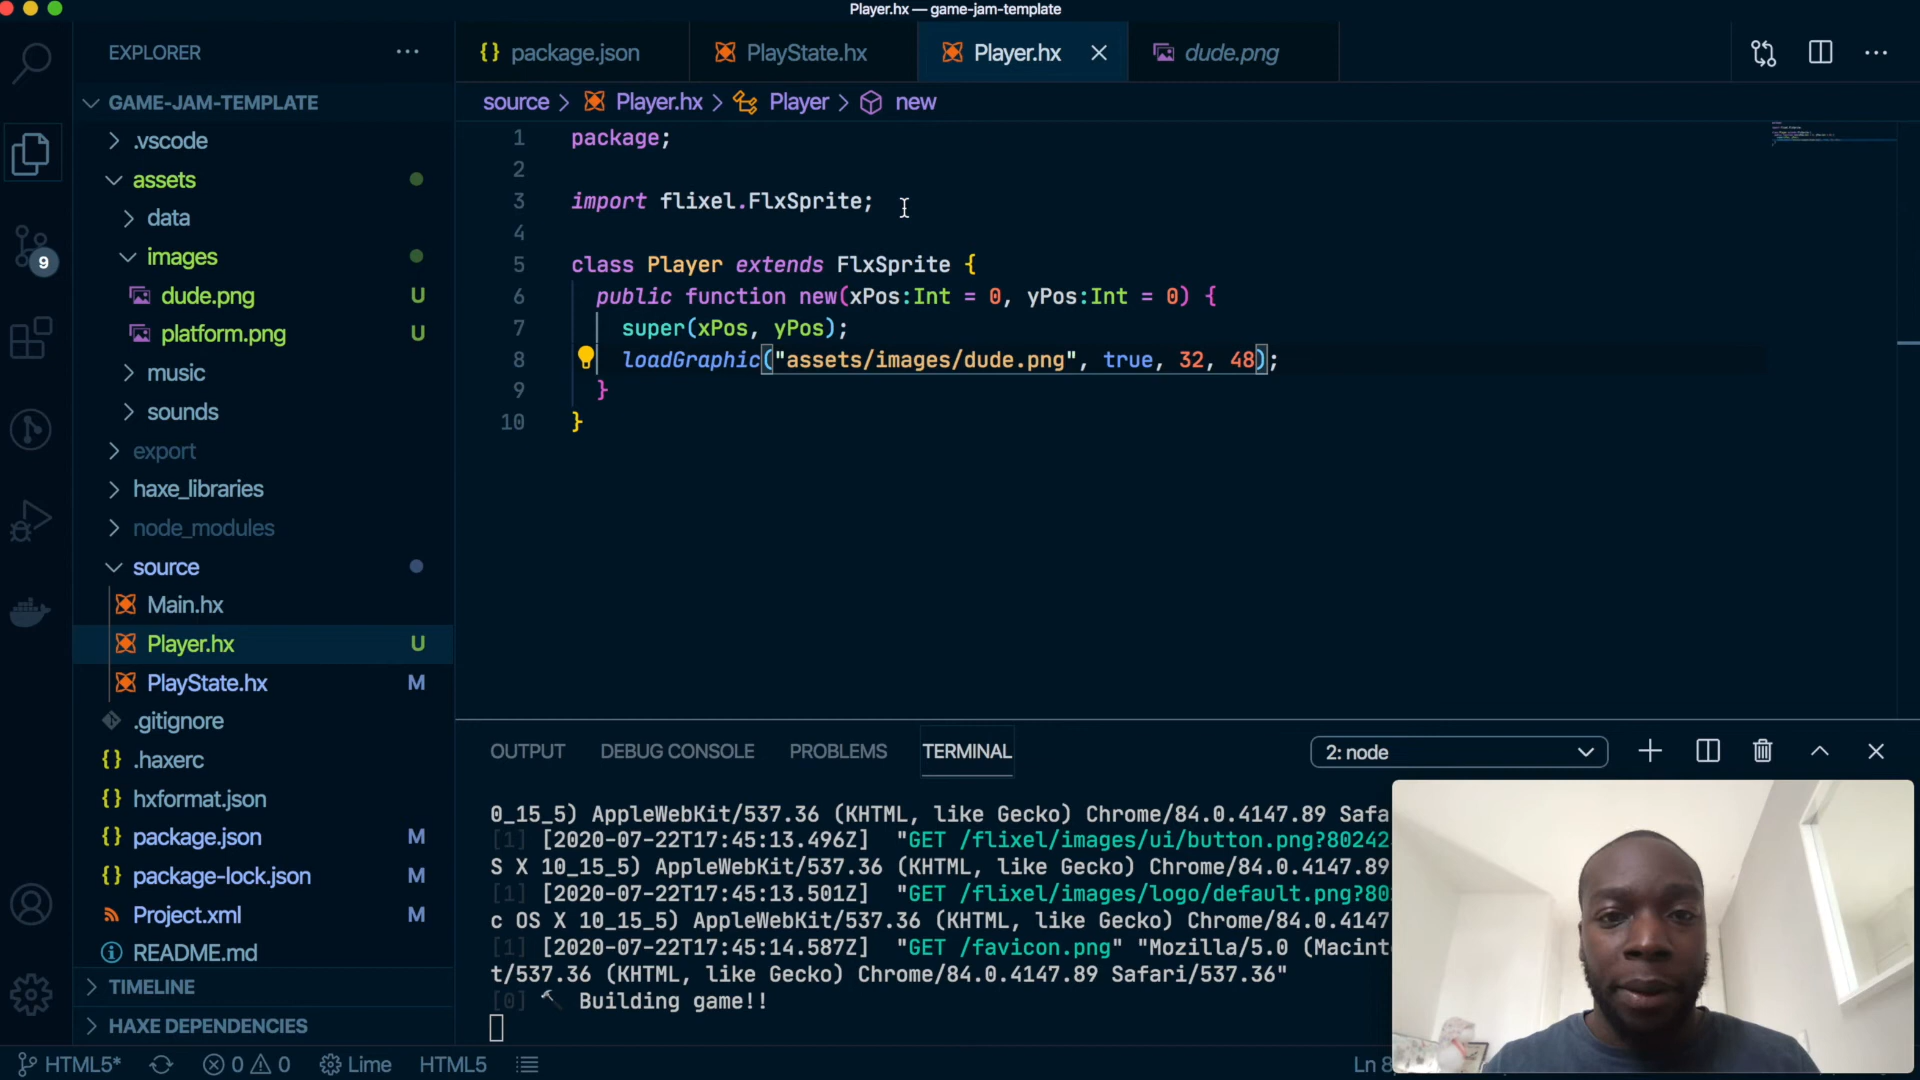 Player.hx — game-jam-template
EXPLORER
package.json
PlayState.hx
Player.hx
dude.png
GAME-JAM-TEMPLATE
.vscode
assets
data
images
dude.png U
platform.png U
music
sounds
export
haxe_libraries
node_modules
source
Main.hx
Player.hx U
PlayState.hx M
.gitignore
.haxerc
hxformat.json
package.json M
package-lock.json M
Project.xml M
README.md
TIMELINE
HAXE DEPENDENCIES
9
source > Player.hx > Player > new
1 package;
2
3 import flixel.FlxSprite;
4
5 class Player extends FlxSprite {
6 public function new(xPos:Int = 0, yPos:Int = 0) {
7 super(xPos, yPos);
8 loadGraphic("assets/images/dude.png", true, 32, 48);
9 }
10 }
OUTPUT DEBUG CONSOLE PROBLEMS TERMINAL 2: node
0_15_5) AppleWebKit/537.36 (KHTML, like Gecko) Chrome/84.0.4147.89 Safa
[1] [2020-07-22T17:45:13.496Z] "GET /flixel/images/ui/button.png?80242
S X 10_15_5) AppleWebKit/537.36 (KHTML, like Gecko) Chrome/84.0.4147.89
[1] [2020-07-22T17:45:13.501Z] "GET /flixel/images/logo/default.png?80
c OS X 10_15_5) AppleWebKit/537.36 (KHTML, like Gecko) Chrome/84.0.4147
[1] [2020-07-22T17:45:14.587Z] "GET /favicon.png" "Mozilla/5.0 (Macint
t/537.36 (KHTML, like Gecko) Chrome/84.0.4147.89 Safari/537.36"
[0] Building game!!
HTML5* 0 0 Lime HTML5 Ln 8